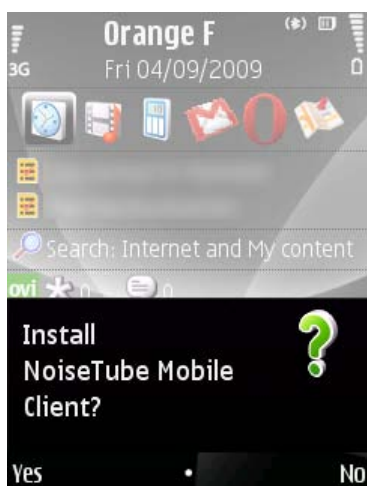 Orange F
3G
Fri 04/09/2009
Search: Internet and My content
ovi 0 0
Install
NoiseTube Mobile
Client?
Yes
No